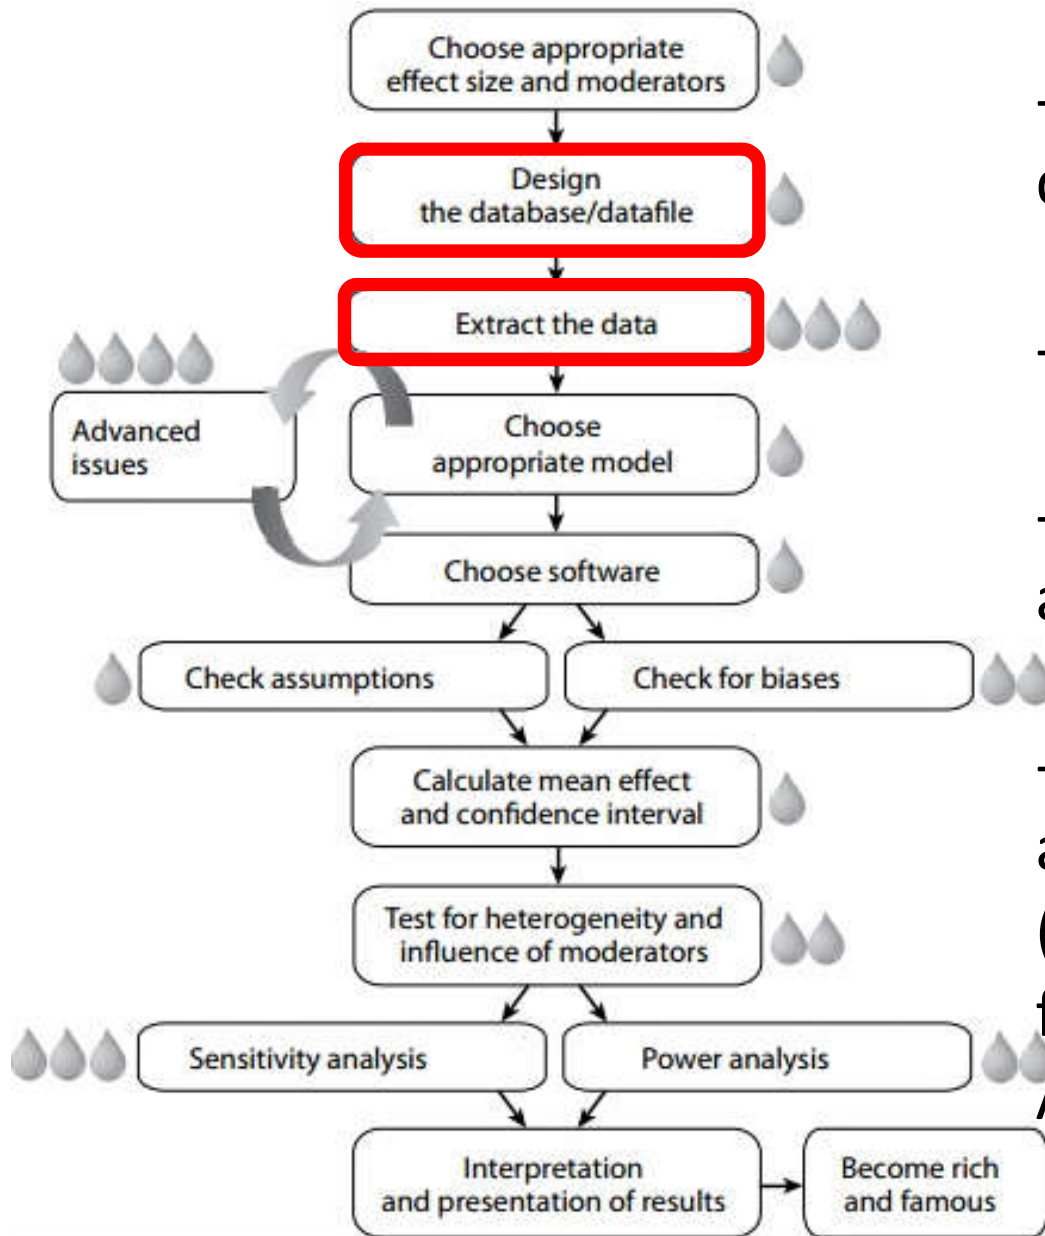 Choose appropriate
effect size and moderators
Design
the database/datafile
Extract the data
Advanced
issues
Choose
appropriate model
Choose software
Check assumptions
Check for biases
Calculate mean effect
and confidence interval
Test for heterogeneity and
influence of moderators
Sensitivity analysis
Power analysis
Interpretation
and presentation of results
Become rich
and famous